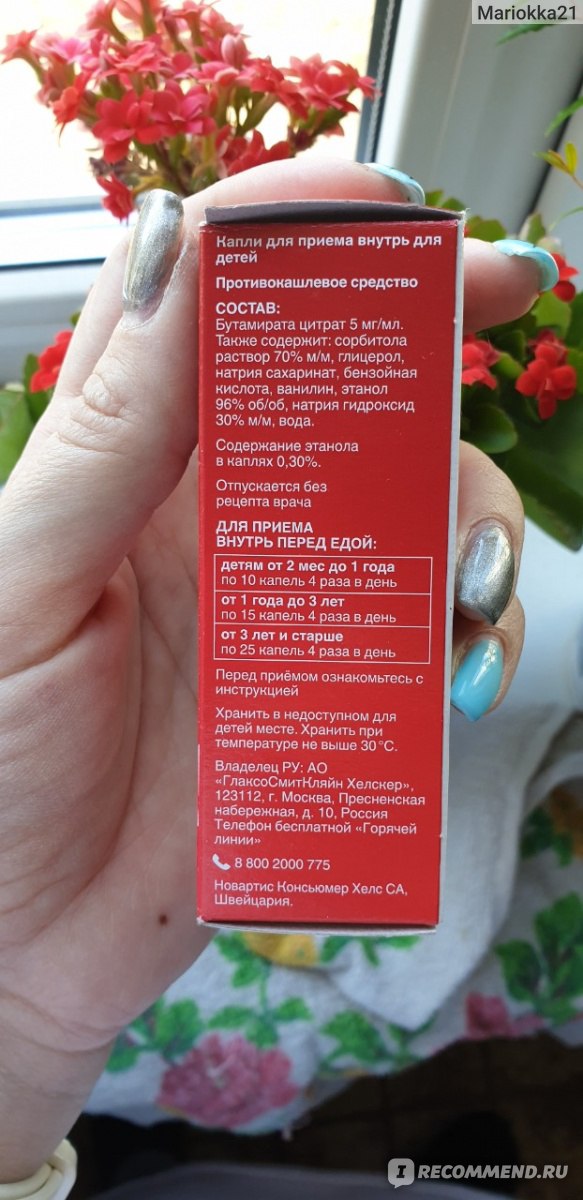 Mariokka21
Капли для приема внутрь для
детей
Противокашлевое средство
СОСТАВ:
Бутамирата цитрат 5 мг/мл.
Также содержит: сорбитола
раствор 70% м/м, глицерол,
натрия сахаринат, бензойная
кислота, ванилин, этанол
96% об/об, натрия гидроксид
30% м/м, вода.
Содержание этанола
в каплях 0,30%.
Отпускается без
рецепта врача
ДЛЯ ПРИЕМА
ВНУТРЬ ПЕРЕД ЕДОЙ:
детям от 2 мес до 1 года
по 10 капель 4 раза в день
от 1 года до 3 лет
по 15 капель 4 раза в день
от 3 лет и старше
по 25 капель 4 раза в день
Перед приёмом ознакомьтесь с
инструкцией
Хранить в недоступном для
детей месте. Хранить при
температуре не выше 30 °C.
Владелец РУ: АО
«ГлаксоСмитКляйн Хелскер»,
123112, г. Москва, Пресненская
набережная, д. 10, Россия
Телефон бесплатной «Горячей
линии»
8 800 2000 775
Новартис Консьюмер Хелс СА,
Швейцария.
I RECOMMEND.RU